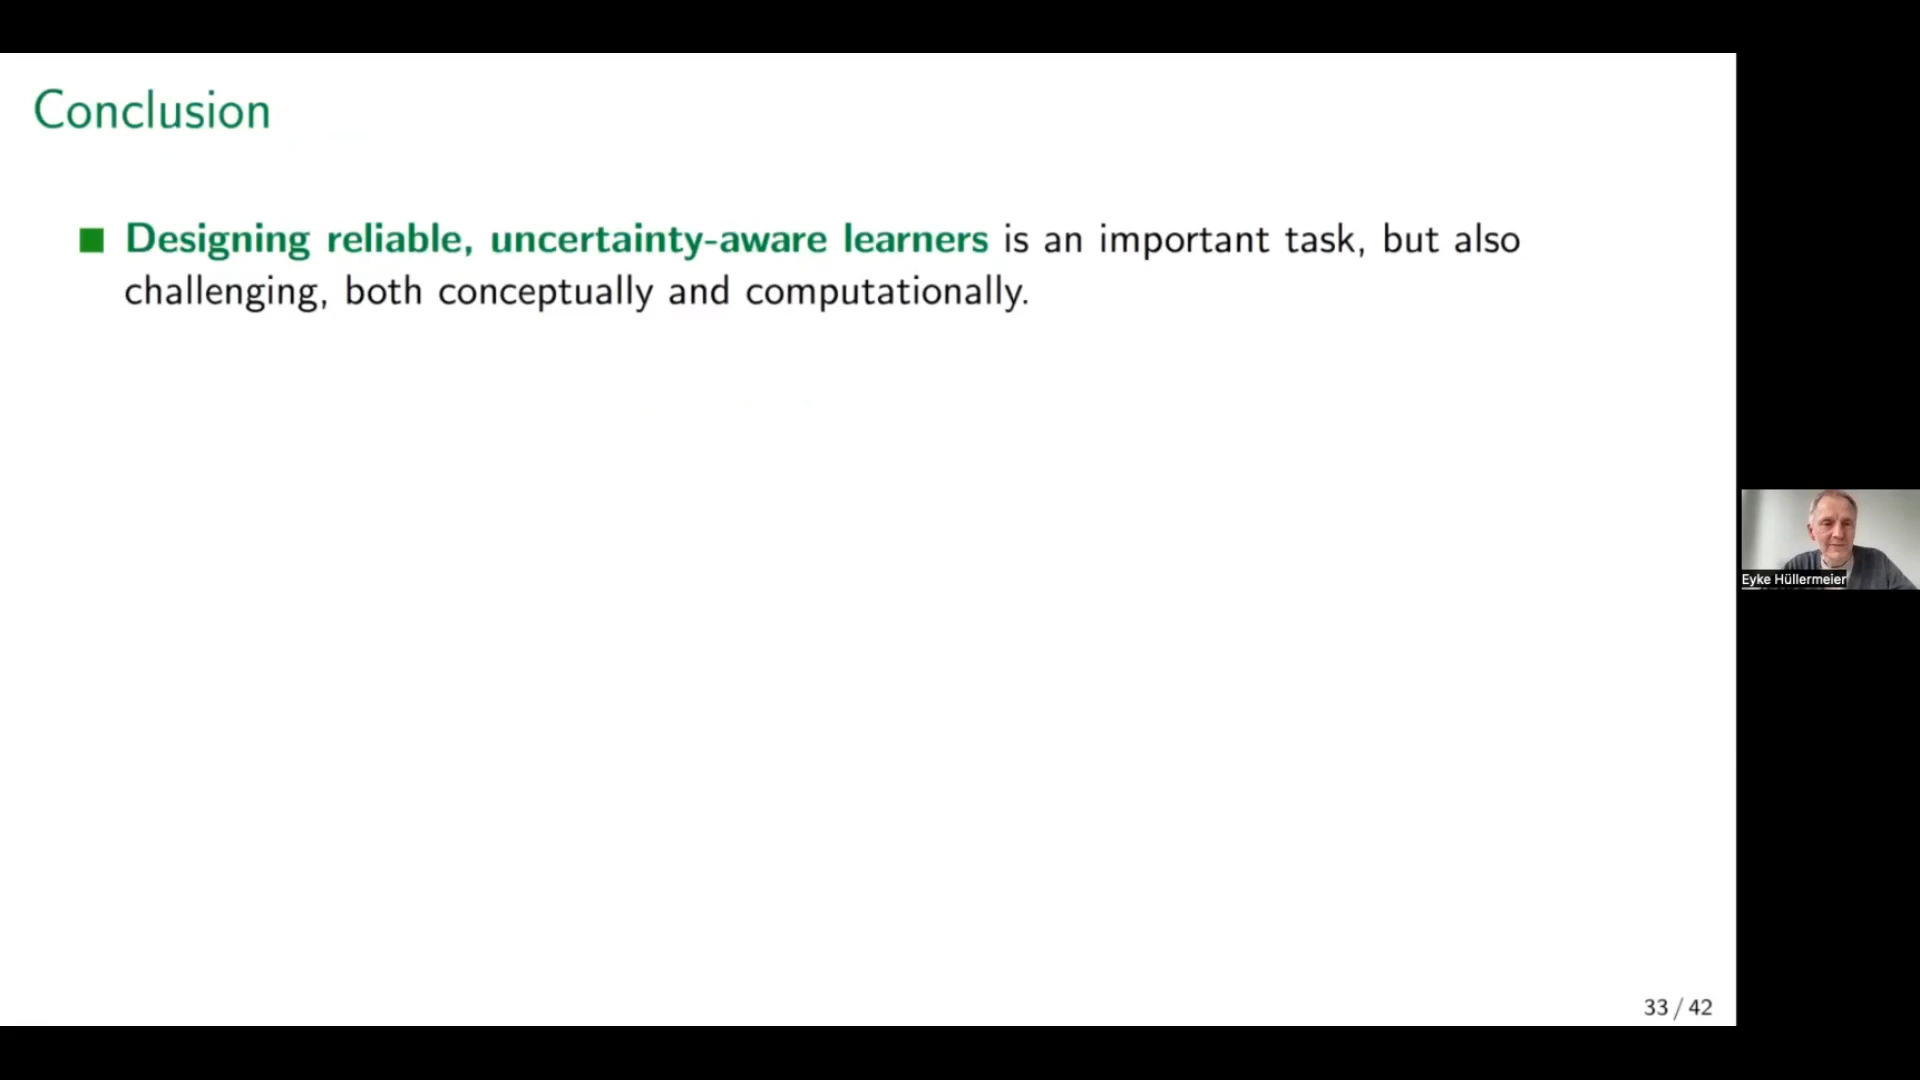 Conclusion
Designing reliable, uncertainty-aware learners is an important task, but also
challenging, both conceptually and computationally.
Eyke Hüllermeier
33 / 42